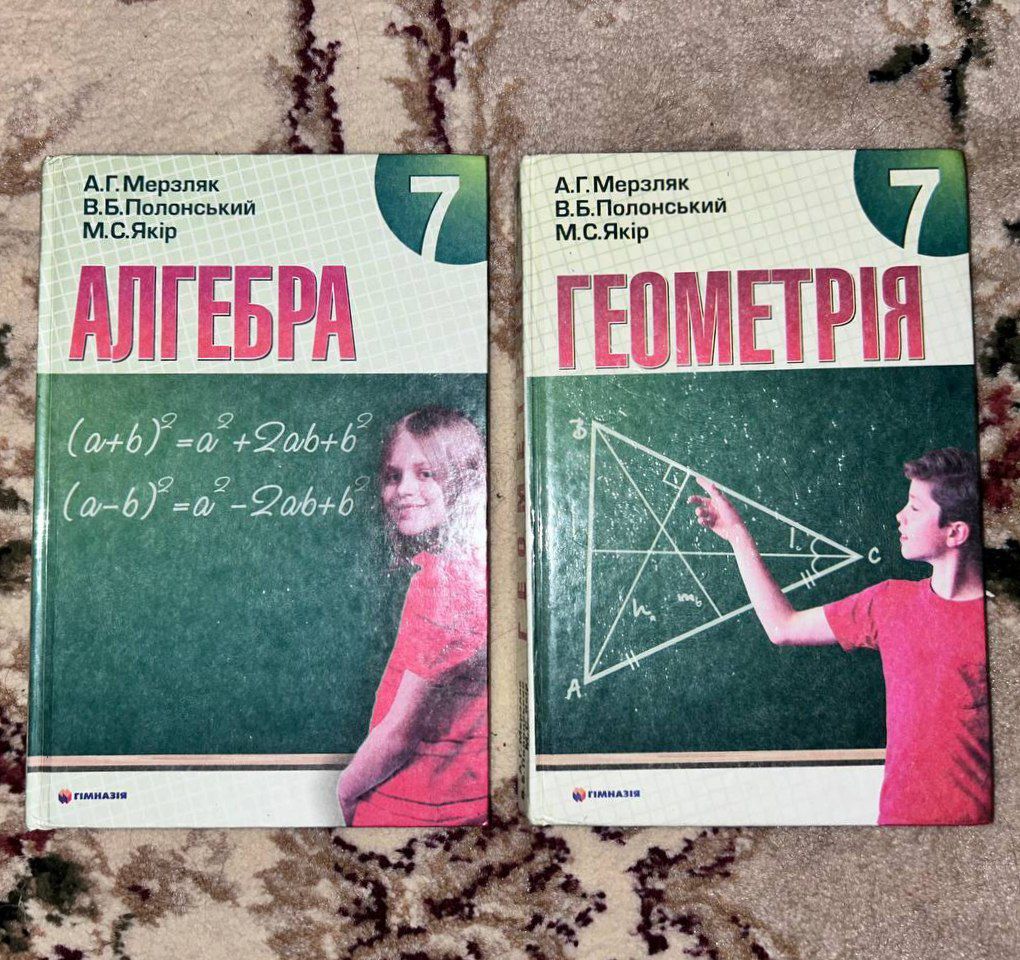 А.Г.Мерзляк
В.Б.Полонський
М.С.Якір
7
АЛГЕБРА
(a+b)²=a²+2ab+b²
(a-b)²=a²-2ab+b²
ГІМНАЗІЯ
А.Г.Мерзляк
В.Б.Полонський
М.С.Якір
7
ГЕОМЕТРІЯ
B
C
A
ГІМНАЗІЯ